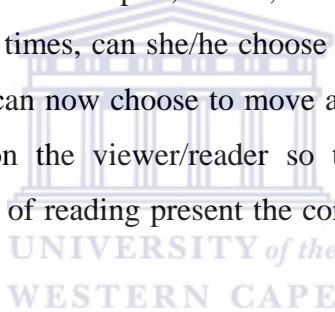 times, can she/he choose
can now choose to move a
on the viewer/reader so t
of reading present the co
UNIVERSITY of the
WESTERN CAPE